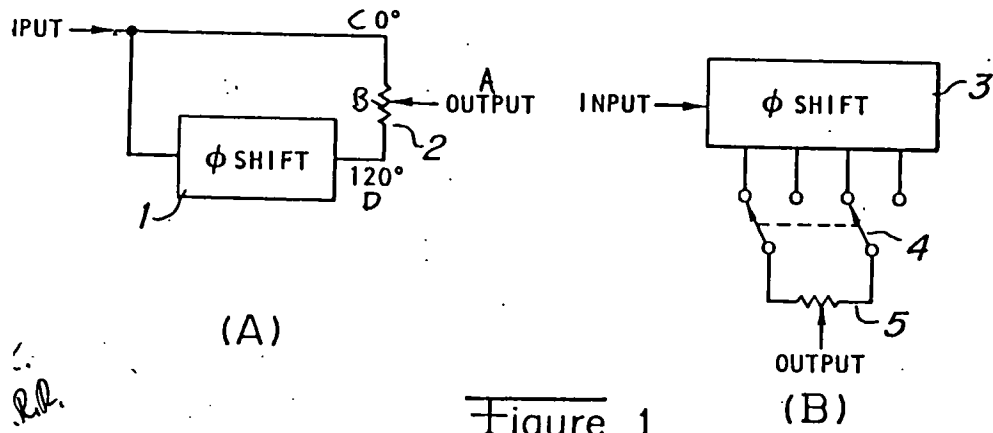 IPUT
C 0°
B
A
OUTPUT
2
φ SHIFT
120°
D
1
(A)
INPUT
φ SHIFT
3
4
5
OUTPUT
(B)
R.R.
Figure 1